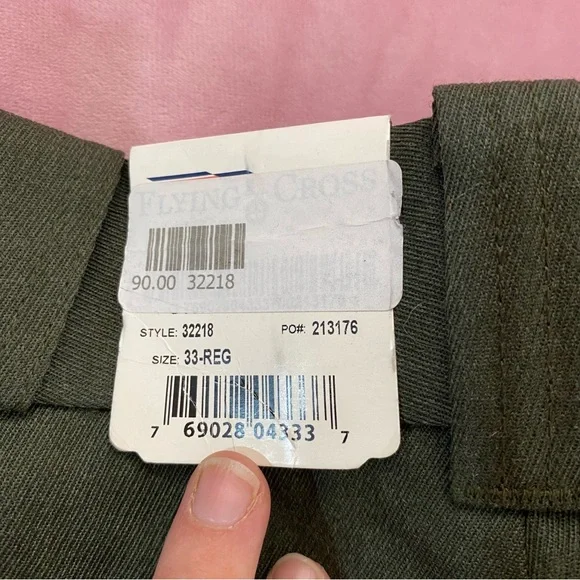 FLYING CROSS
90.00 32218
STYLE: 32218 PO#: 213176
SIZE: 33-REG
7 69028 04333 7